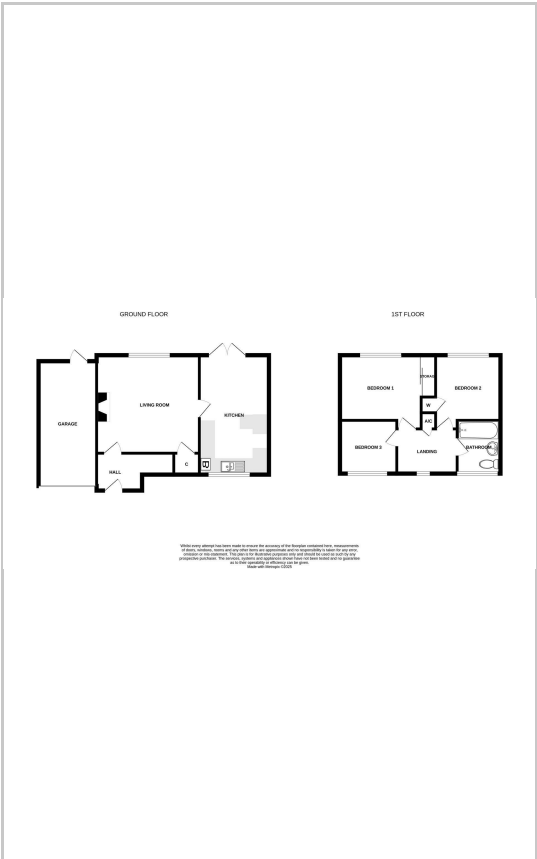 GROUND FLOOR
1ST FLOOR
GARAGE
LIVING ROOM
KITCHEN
HALL
C
B
BEDROOM 1
STORAGE
BEDROOM 2
W
A/C
BEDROOM 3
LANDING
BATHROOM
Whilst every attempt has been made to ensure the accuracy of the floorplan contained here, measurements
of doors, windows, rooms and any other items are approximate and no responsibility is taken for any error,
omission or mis-statement. This plan is for illustrative purposes only and should be used as such by any
prospective purchaser. The services, systems and appliances shown have not been tested and no guarantee
as to their operability or efficiency can be given.
Made with Metropix ©2025